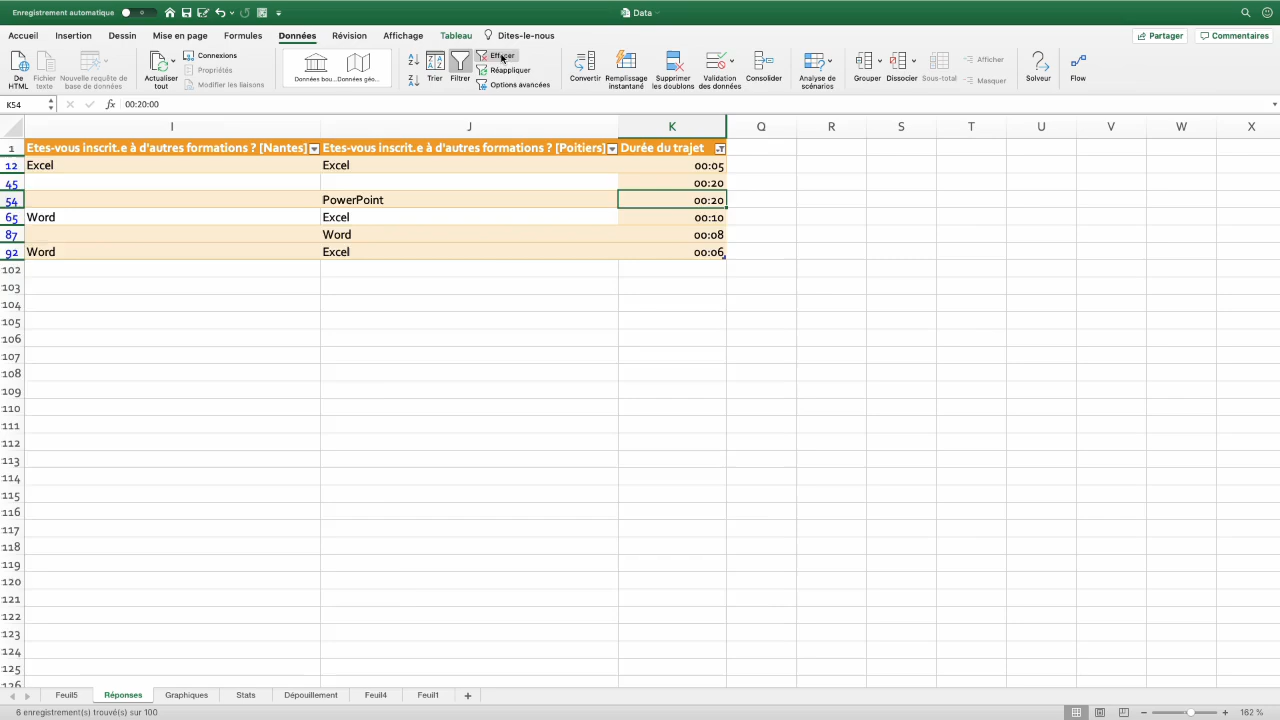 Enregistrement automatique
Data
Accueil Insertion Dessin Mise en page Formules Données Révision Affichage Tableau Dites-le-nous
Partager Commentaires
De HTML
Fichier texte
Nouvelle requête de base de données
Actualiser tout
Connexions
Propriétés
Modifier les liaisons
Données bou...
Données géo...
Trier
Filtrer
Effacer
Réappliquer
Options avancées
Convertir
Remplissage instantané
Supprimer les doublons
Validation des données
Consolider
Analyse de scénarios
Grouper
Dissocier
Sous-total
Afficher
Masquer
Solveur
Flow
K54 fx 00:20:00
I J K Q R S T U V W X
1 Etes-vous inscrit.e à d'autres formations ? [Nantes] Etes-vous inscrit.e à d'autres formations ? [Poitiers] Durée du trajet
12 Excel Excel 00:05
45 00:20
54 PowerPoint 00:20
65 Word Excel 00:10
87 Word 00:08
92 Word Excel 00:06
102
103
104
105
106
107
108
109
110
111
112
113
114
115
116
117
118
119
120
121
122
123
124
125
126
Feuil5 Réponses Graphiques Stats Dépouillement Feuil4 Feuil1 +
6 enregistrement(s) trouvé(s) sur 100
162 %